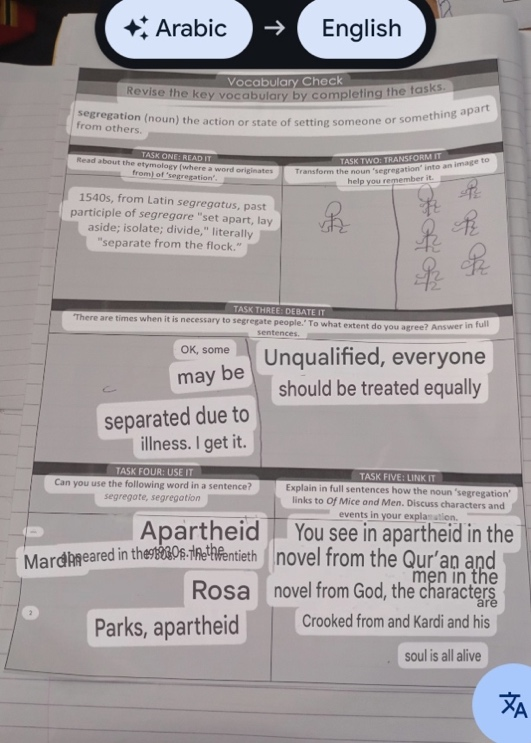 Arabic → English
Vocabulary Check
Revise the key vocabulary by completing the tasks.
segregation (noun) the action or state of setting someone or something apart
from others.
TASK ONE: READ IT
Read about the etymology (where a word originates
from) of 'segregation'.
1540s, from Latin segregatus, past
participle of segregare "set apart, lay
aside; isolate; divide," literally
"separate from the flock."
TASK TWO: TRANSFORM IT
Transform the noun 'segregation' into an image to
help you remember it.
TASK THREE: DEBATE IT
'There are times when it is necessary to segregate people.' To what extent do you agree? Answer in full
sentences.
OK, some
may be
separated due to
illness. I get it.
Unqualified, everyone
should be treated equally
TASK FOUR: USE IT
Can you use the following word in a sentence?
segregate, segregation
Apartheid
appeared in the twentieth
Rosa
2
Parks, apartheid
TASK FIVE: LINK IT
Explain in full sentences how the noun 'segregation'
links to Of Mice and Men. Discuss characters and
events in your explanation.
You see in apartheid in the
novel from the Qur'an and
men in the
novel from God, the characters
are
Crooked from and Kardi and his
soul is all alive